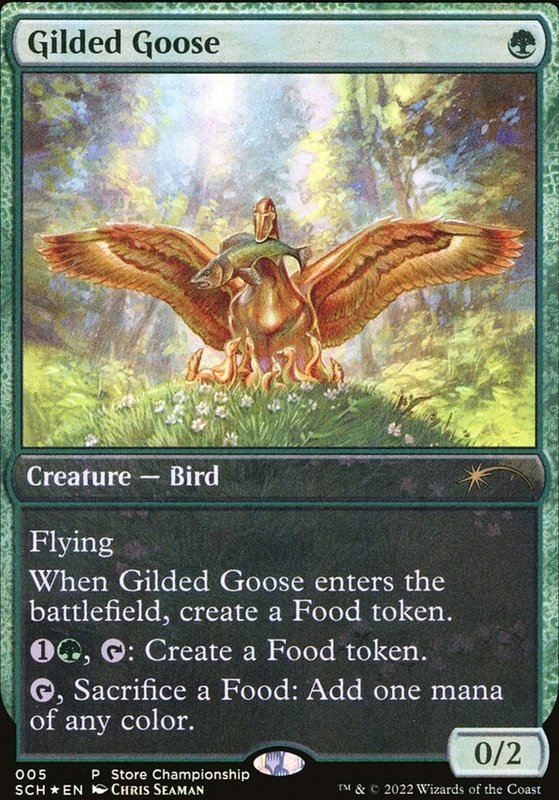 Gilded Goose
Creature — Bird
Flying
When Gilded Goose enters the
battlefield, create a Food token.
1, : Create a Food token.
, Sacrifice a Food: Add one mana
of any color.
0/2
005 P Store Championship
SCH★EN Chris Seaman
™ & © 2022 Wizards of the Coast